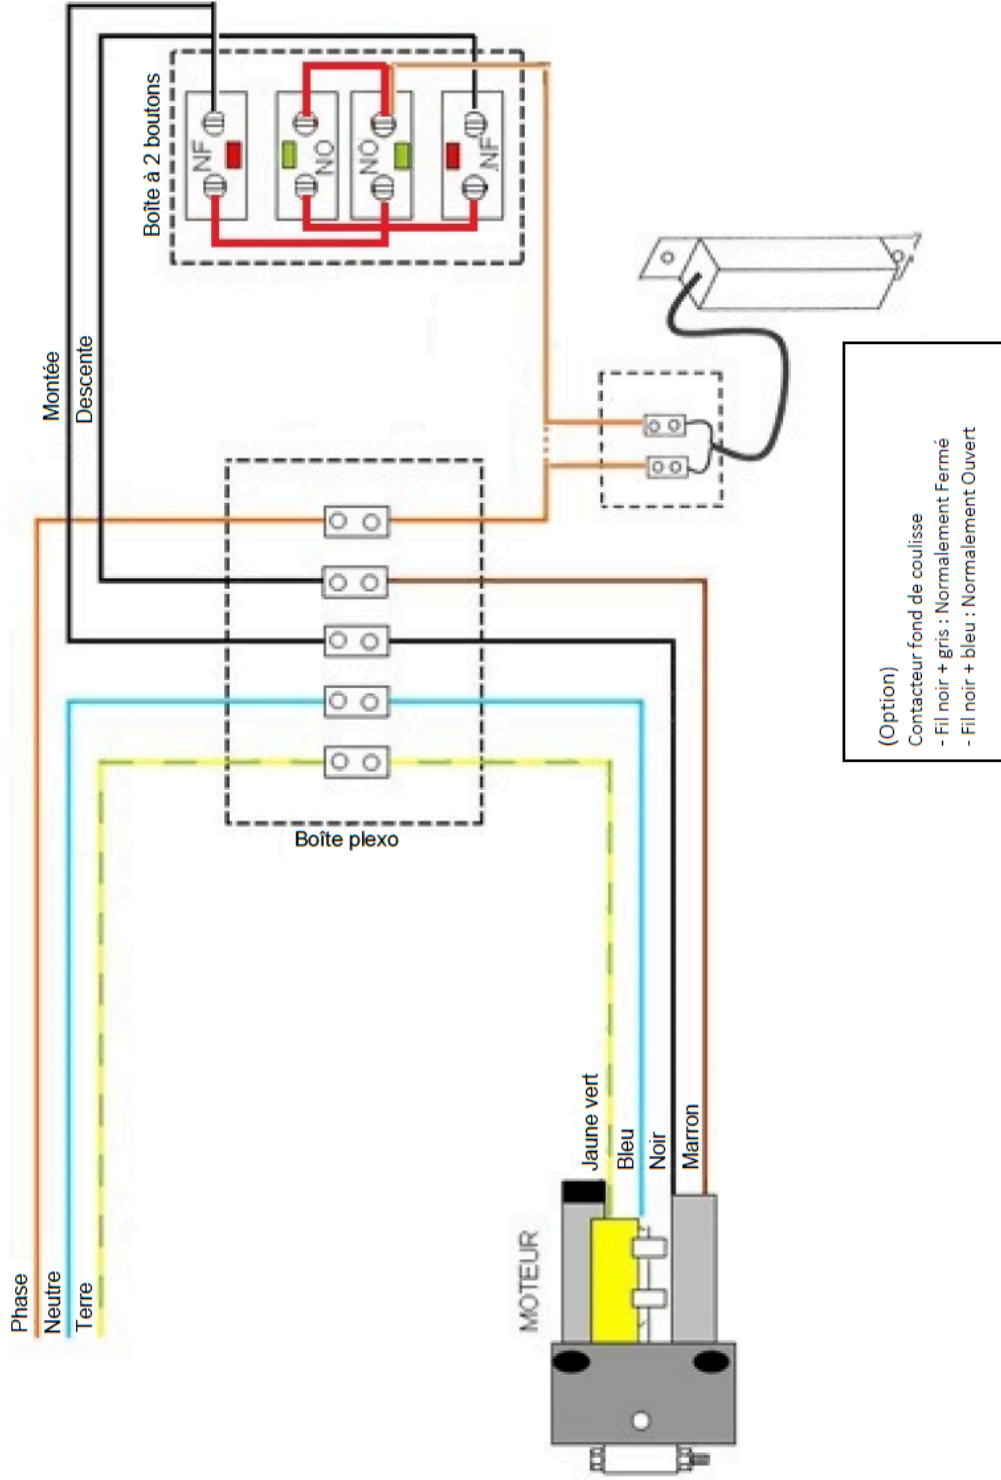 Phase
Neutre
Terre
Montée
Descente
Boîte à 2 boutons
NF
NO
NO
NF
Boîte plexo
MOTEUR
Jaune vert
Bleu
Noir
Marron
(Option)
Contacteur fond de coulisse
- Fil noir + gris : Normalement Fermé
- Fil noir + bleu : Normalement Ouvert